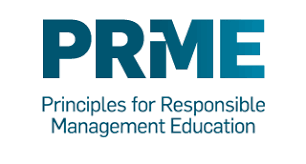 PRME
Principles for Responsible
Management Education